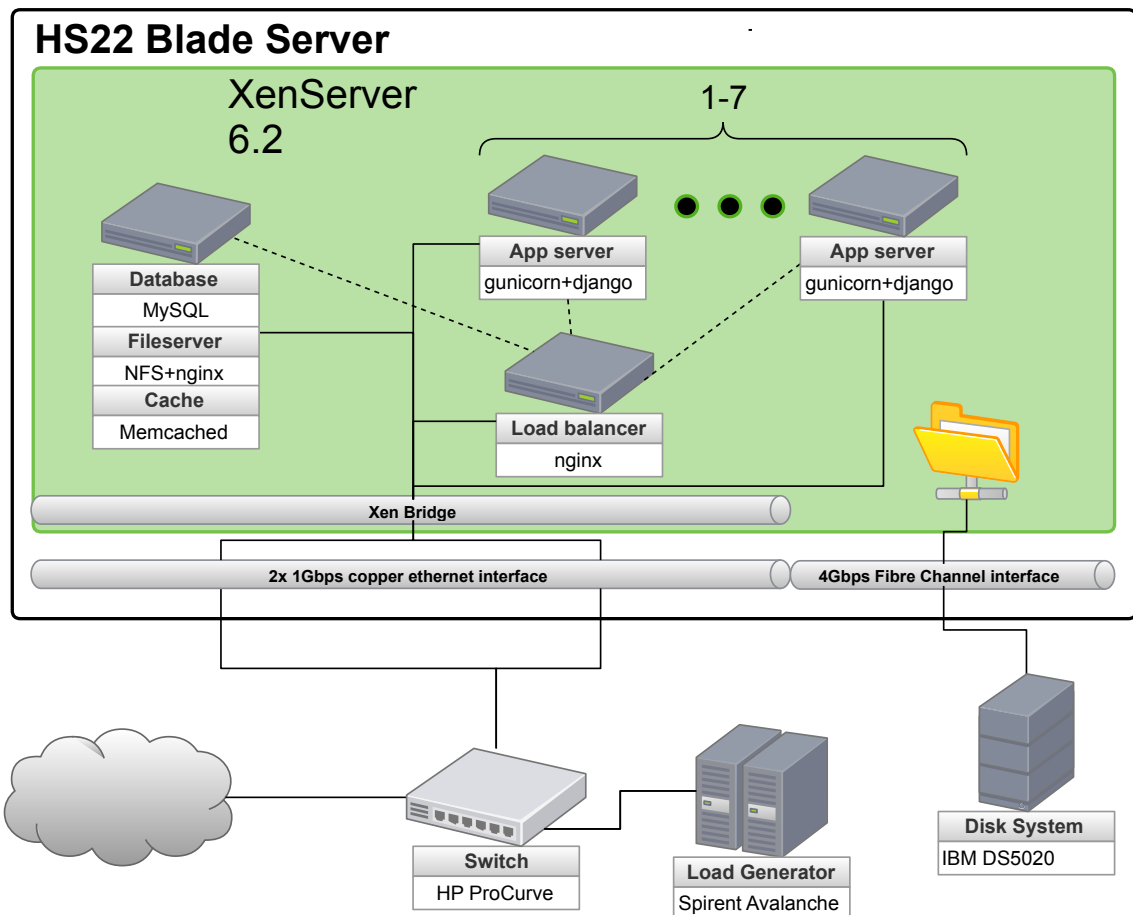 HS22 Blade Server
XenServer
6.2
1-7
App server
gunicorn+django
App server
gunicorn+django
Database
MySQL
Fileserver
NFS+nginx
Cache
Memcached
Load balancer
nginx
Xen Bridge
2x 1Gbps copper ethernet interface
4Gbps Fibre Channel interface
Switch
HP ProCurve
Load Generator
Spirent Avalanche
Disk System
IBM DS5020